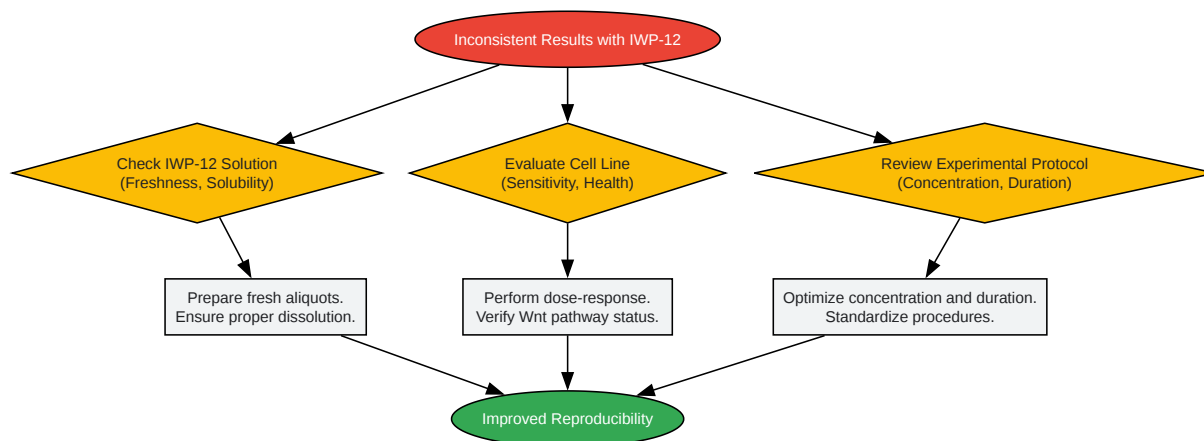 Inconsistent Results with IWP-12
Check IWP-12 Solution
(Freshness, Solubility)
Evaluate Cell Line
(Sensitivity, Health)
Review Experimental Protocol
(Concentration, Duration)
Prepare fresh aliquots.
Ensure proper dissolution.
Perform dose-response.
Verify Wnt pathway status.
Optimize concentration and duration.
Standardize procedures.
Improved Reproducibility